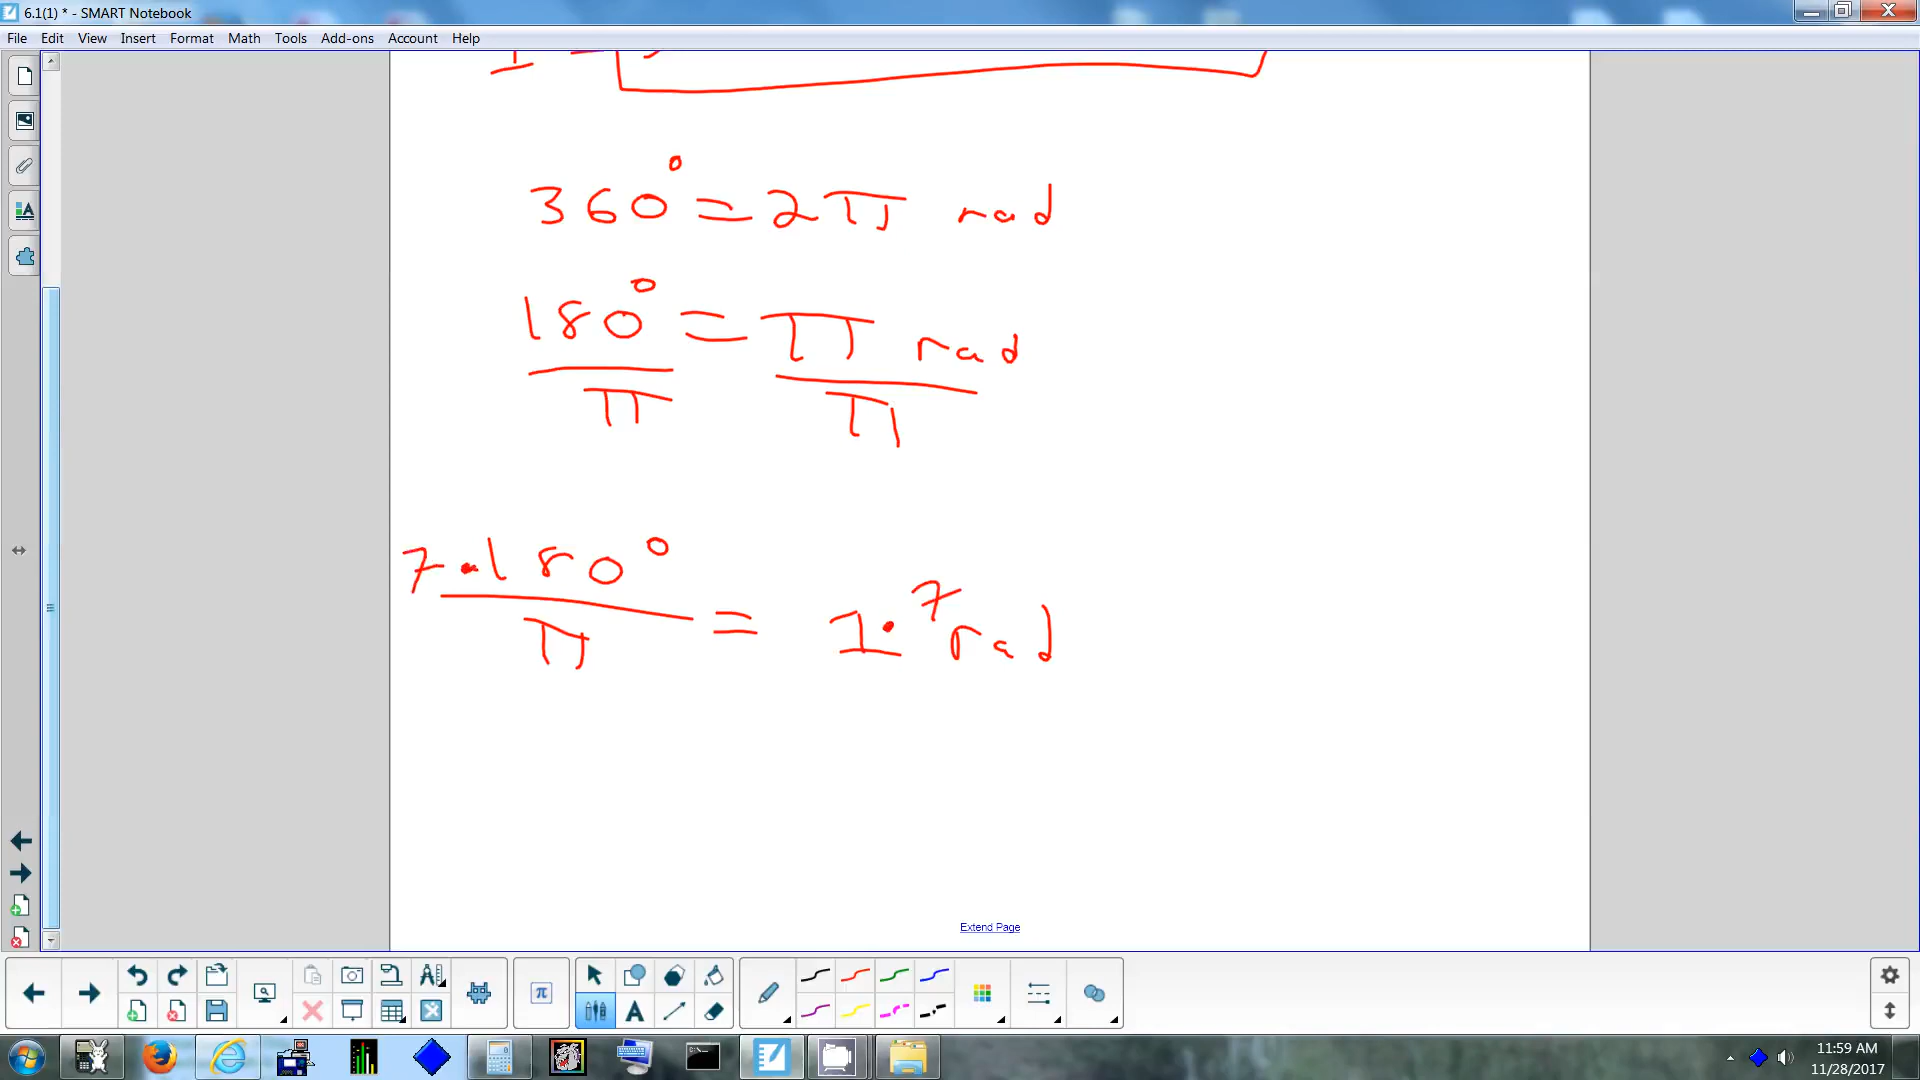 6.1(1) * - SMART Notebook
File Edit View Insert Format Math Tools Add-ons Account Help
360° = 2π rad
180° = π rad
π π
7·180° = 1·7 rad
π
Extend Page
π
A
11:59 AM
11/28/2017